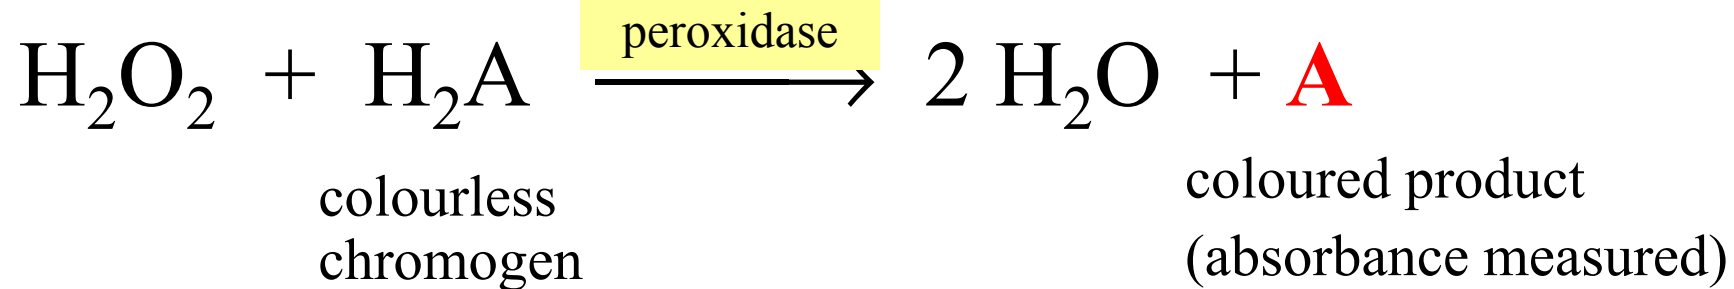 peroxidase
H₂O₂ + H₂A ⟶ 2 H₂O + A
colourless
chromogen
coloured product
(absorbance measured)